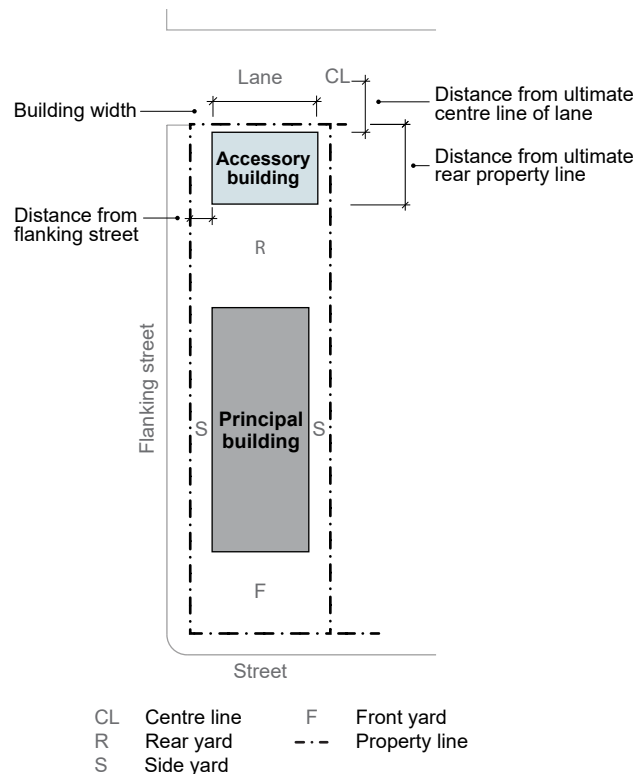 Lane
CL
Building width
Distance from ultimate
centre line of lane
Accessory
building
Distance from ultimate
rear property line
Distance from
flanking street
R
Flanking street
S
Principal
building
S
F
Street
CL Centre line
R Rear yard
S Side yard
F Front yard
Property line